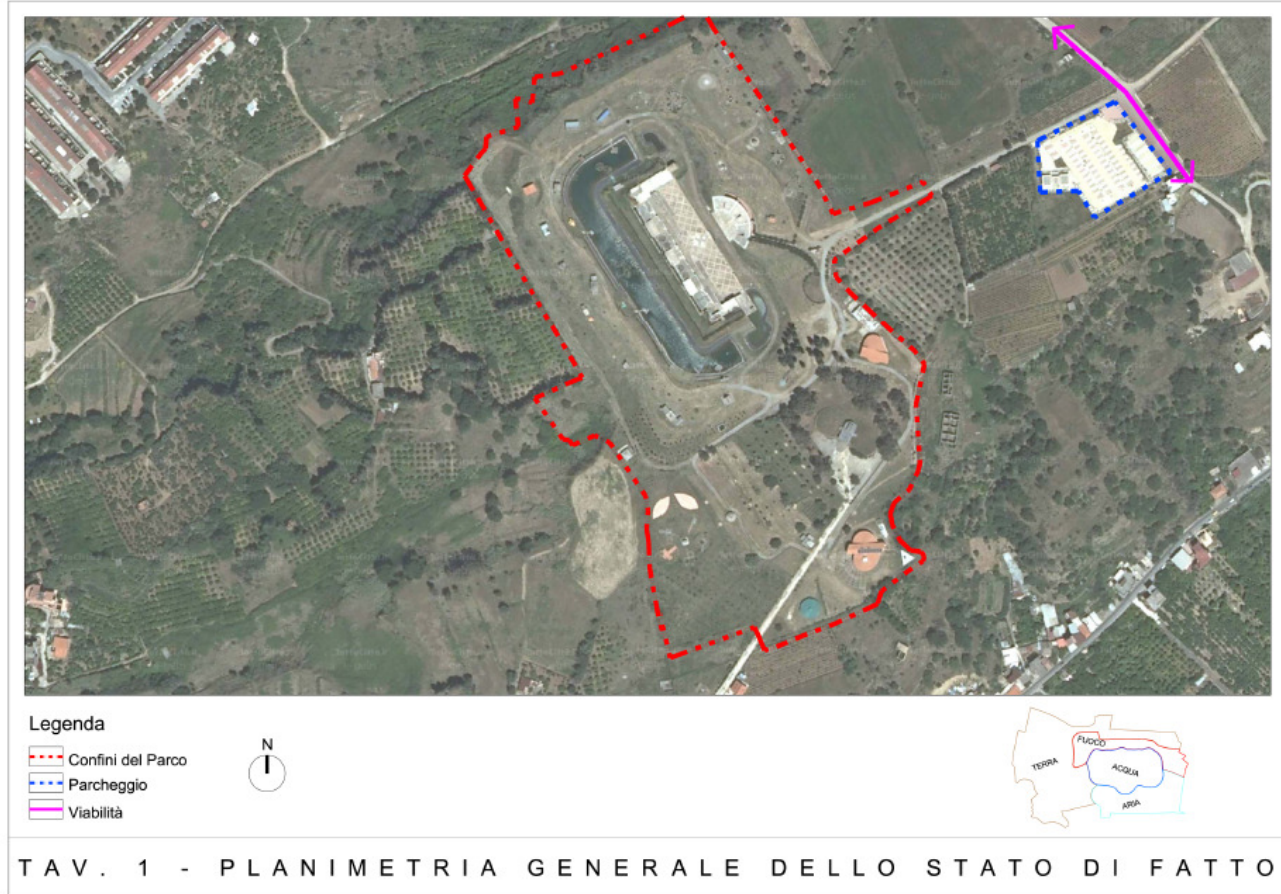 Legenda
Confini del Parco
Parcheggio
Viabilità
N
FUOCO
TERRA
ACQUA
ARIA
TAV. 1 - PLANIMETRIA GENERALE DELLO STATO DI FATTO